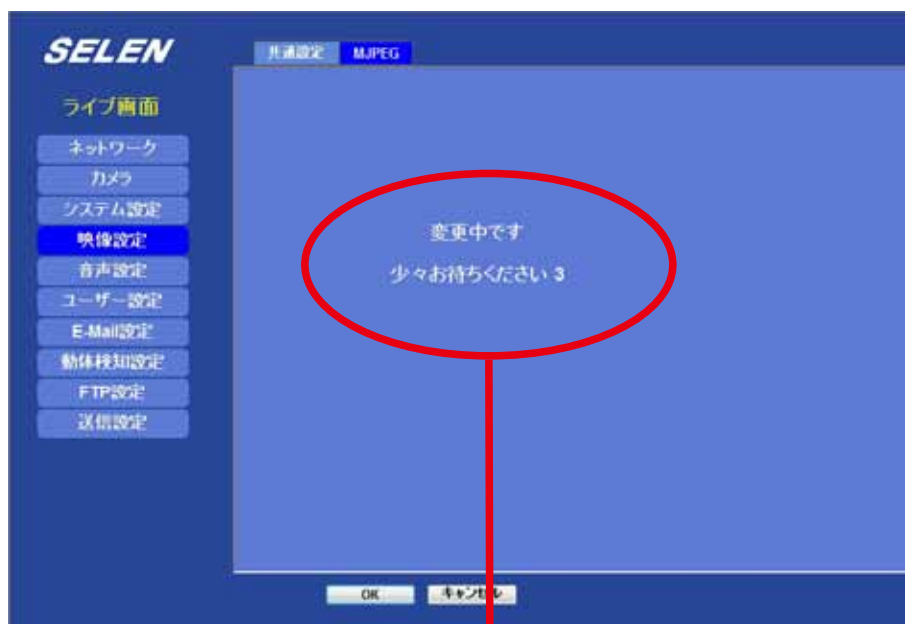 SELEN
共通設定 MJPEG
ライブ画面
ネットワーク
カメラ
システム設定
映像設定
音声設定
ユーザー設定
E-Mail設定
動体検知設定
FTP設定
送信設定
変更中です
少々お待ちください 3
OK キャンセル